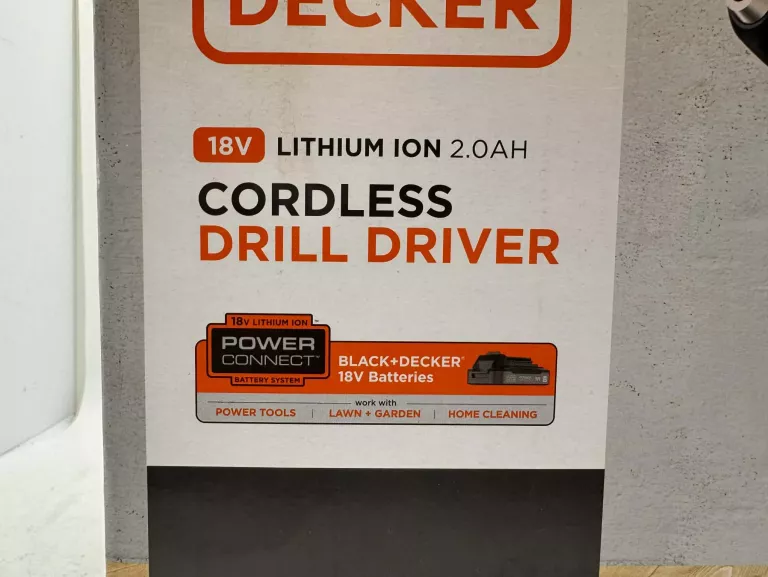 DECKER
18V LITHIUM ION 2.0AH
CORDLESS
DRILL DRIVER
18V LITHIUM ION
POWER
CONNECT™
BATTERY SYSTEM
BLACK+DECKER®
18V Batteries
work with
POWER TOOLS | LAWN + GARDEN | HOME CLEANING